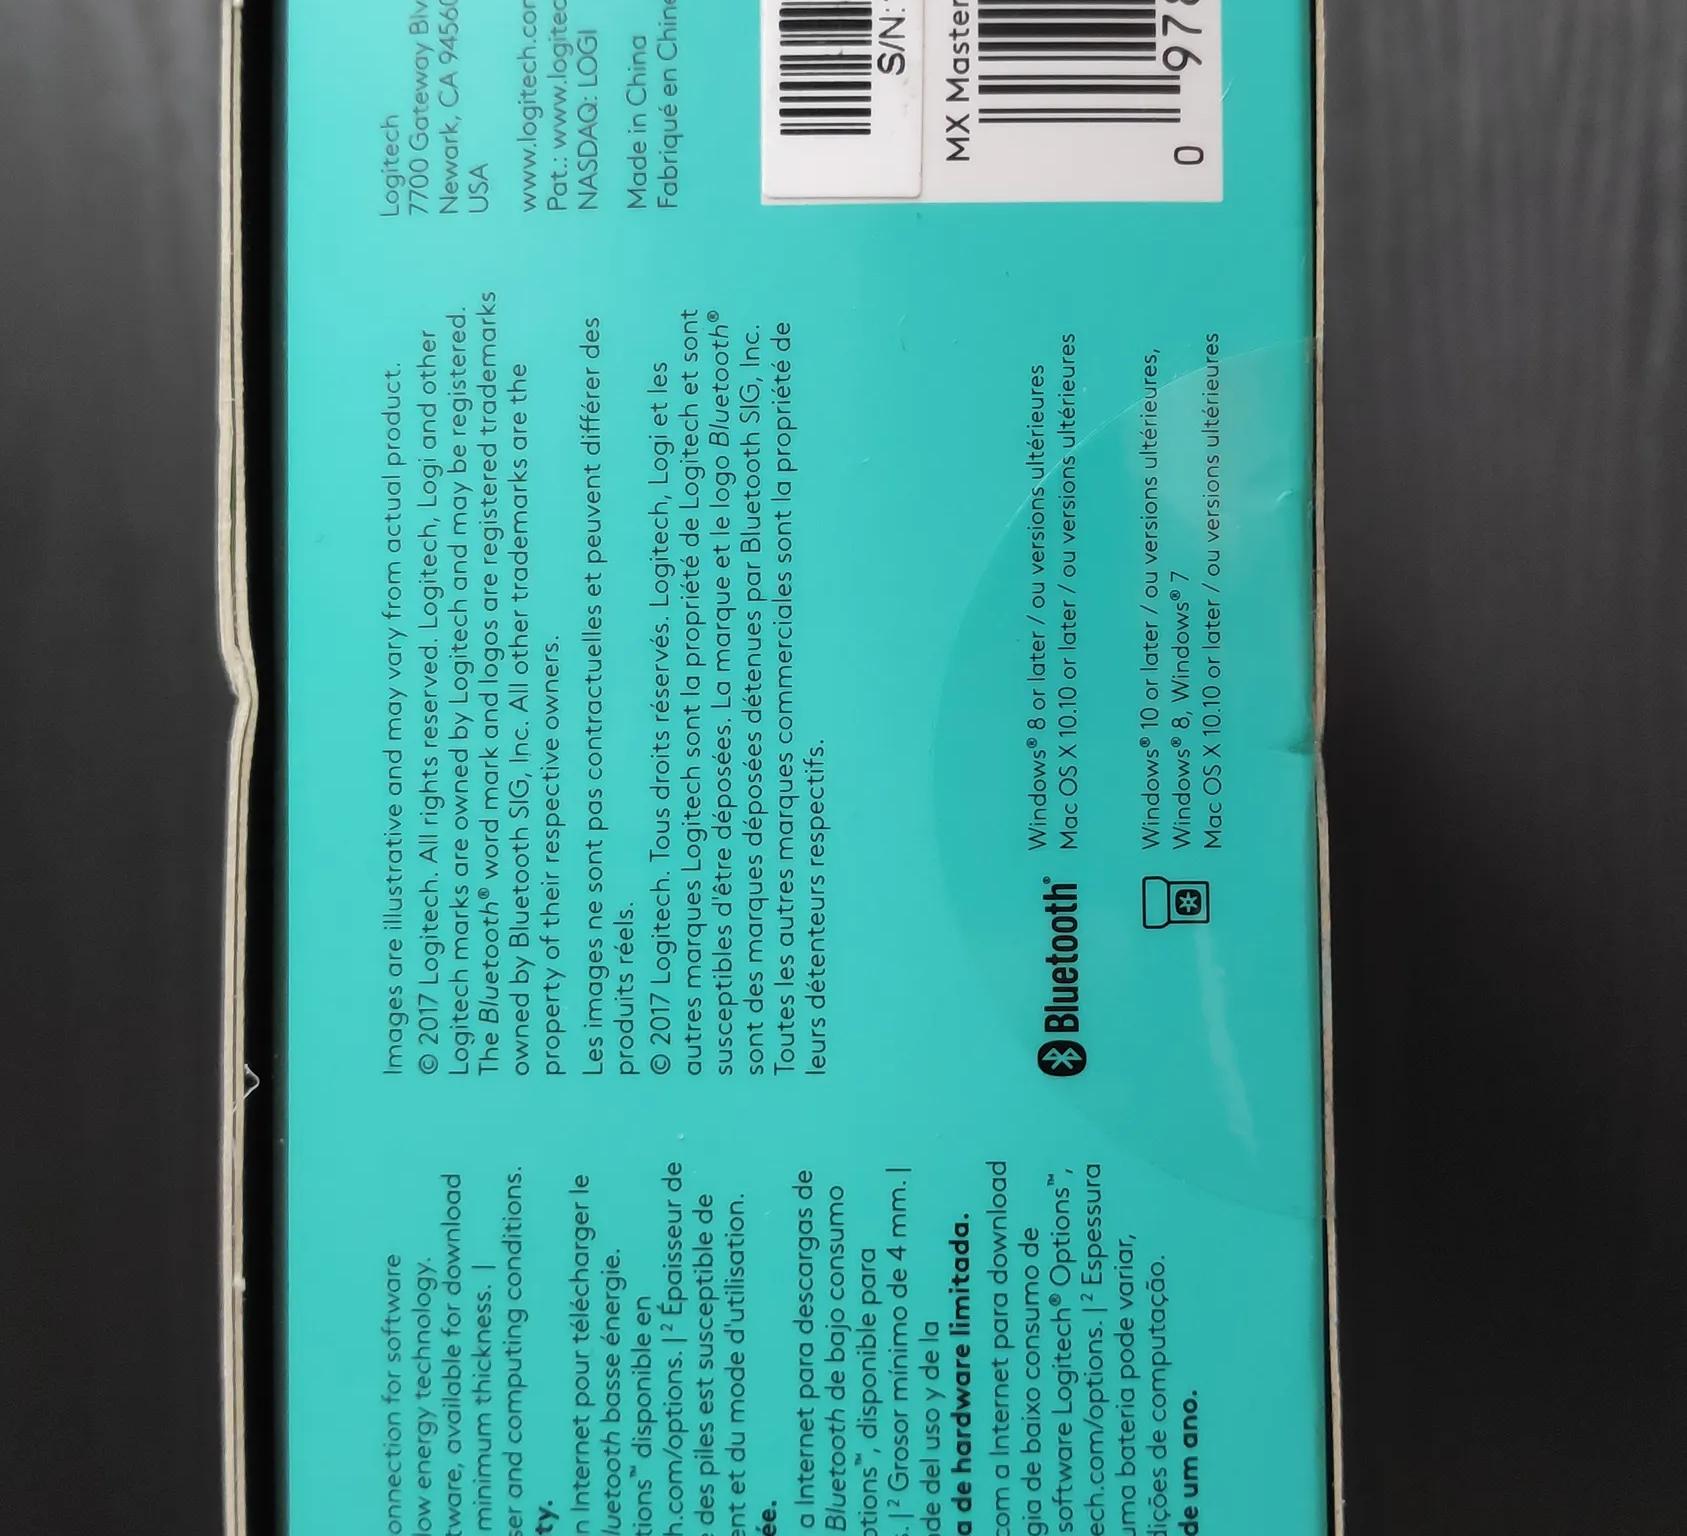 onnection for software
low energy technology.
tware, available for download
minimum thickness. |
ser and computing conditions.
ty.
n Internet pour télécharger le
luetooth basse énergie.
tions™ disponible en
h.com/options. | ² Épaisseur de
des piles est susceptible de
ent et du mode d'utilisation.
ée.
a Internet para descargas de
Bluetooth de bajo consumo
ptions™, disponible para
s. | ² Grosor mínimo de 4 mm. |
nde del uso y de la
a de hardware limitada.
com a Internet para download
gia de baixo consumo de
software Logitech® Options™,
ech.com/options. | ² Espessura
uma bateria pode variar,
dições de computação.
de um ano.
Images are illustrative and may vary from actual product.
© 2017 Logitech. All rights reserved. Logitech, Logi and other
Logitech marks are owned by Logitech and may be registered.
The Bluetooth® word mark and logos are registered trademarks
owned by Bluetooth SIG, Inc. All other trademarks are the
property of their respective owners.
Les images ne sont pas contractuelles et peuvent différer des
produits réels.
© 2017 Logitech. Tous droits réservés. Logitech, Logi et les
autres marques Logitech sont la propriété de Logitech et sont
susceptibles d'être déposées. La marque et le logo Bluetooth®
sont des marques déposées détenues par Bluetooth SIG, Inc.
Toutes les autres marques commerciales sont la propriété de
leurs détenteurs respectifs.
Bluetooth®
Windows® 8 or later / ou versions ultérieures
Mac OS X 10.10 or later / ou versions ultérieures
Windows® 10 or later / ou versions ultérieures,
Windows® 8, Windows® 7
Mac OS X 10.10 or later / ou versions ultérieures
Logitech
7700 Gateway Blv
Newark, CA 94560
USA
www.logitech.com
Pat.: www.logitec
NASDAQ: LOGI
Made in China
Fabriqué en Chine
S/N:
MX Master
0 978